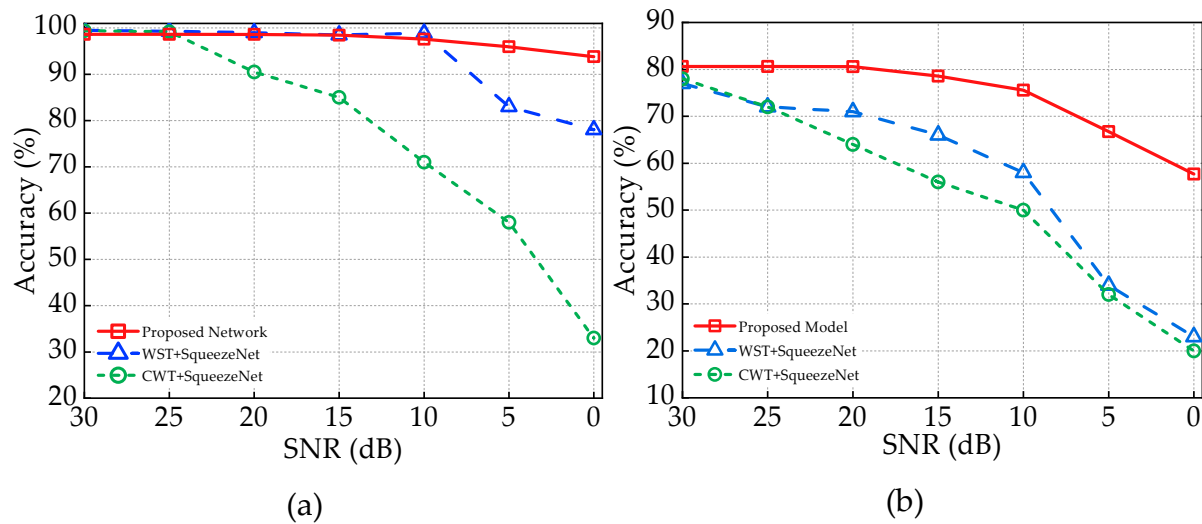 100
90
80
70
60
50
40
30
20
Accuracy (%)
Proposed Network
WST+SqueezeNet
CWT+SqueezeNet
30 25 20 15 10 5 0
SNR (dB)
(a)
90
80
70
60
50
40
30
20
10
Accuracy (%)
Proposed Model
WST+SqueezeNet
CWT+SqueezeNet
30 25 20 15 10 5 0
SNR (dB)
(b)